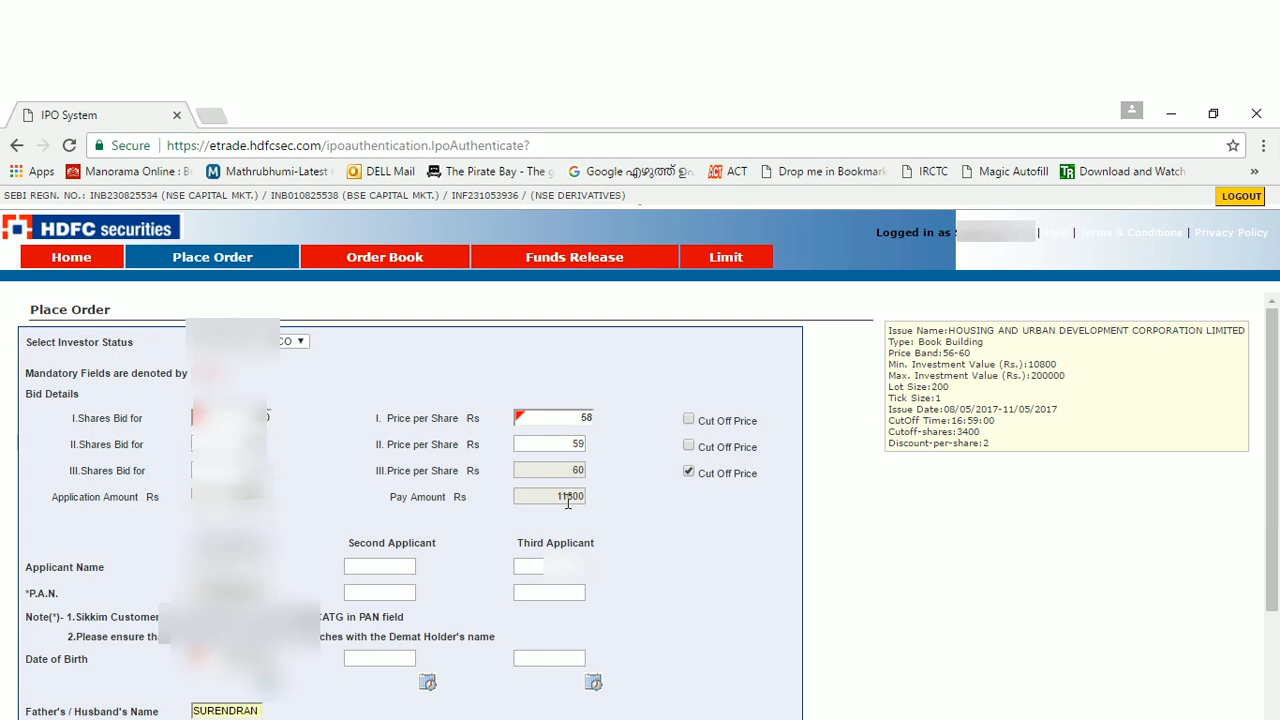 IPO System
Secure | https://etrade.hdfcsec.com/ipoauthentication.IpoAuthenticate?
Apps Manorama Online : Br Mathrubhumi-Latest DELL Mail The Pirate Bay - The g Google എഴുത്ത് ഉപ ACT Drop me in Bookmar IRCTC Magic Autofill Download and Watch »
SEBI REGN. NO.: INB230825534 (NSE CAPITAL MKT.) / INB010825538 (BSE CAPITAL MKT.) / INF231053936 / (NSE DERIVATIVES) LOGOUT
HDFC securities
Logged in as | Help | Terms & Conditions | Privacy Policy
Home Place Order Order Book Funds Release Limit
Place Order
Select Investor Status CO
Mandatory Fields are denoted by
Bid Details
I.Shares Bid for I. Price per Share Rs 58 Cut Off Price
II.Shares Bid for II. Price per Share Rs 59 Cut Off Price
III.Shares Bid for III.Price per Share Rs 60 Cut Off Price
Application Amount Rs Pay Amount Rs
Second Applicant Third Applicant
Applicant Name
*P.A.N.
Note(*)- 1.Sikkim Customer CATG in PAN field
2.Please ensure tha ches with the Demat Holder's name
Date of Birth
Father's / Husband's Name SURENDRAN
Issue Name:HOUSING AND URBAN DEVELOPMENT CORPORATION LIMITED
Type: Book Building
Price Band:56-60
Min. Investment Value (Rs.):10800
Max. Investment Value (Rs.):200000
Lot Size:200
Tick Size:1
Issue Date:08/05/2017-11/05/2017
CutOff Time:16:59:00
Cutoff-shares:3400
Discount-per-share:2